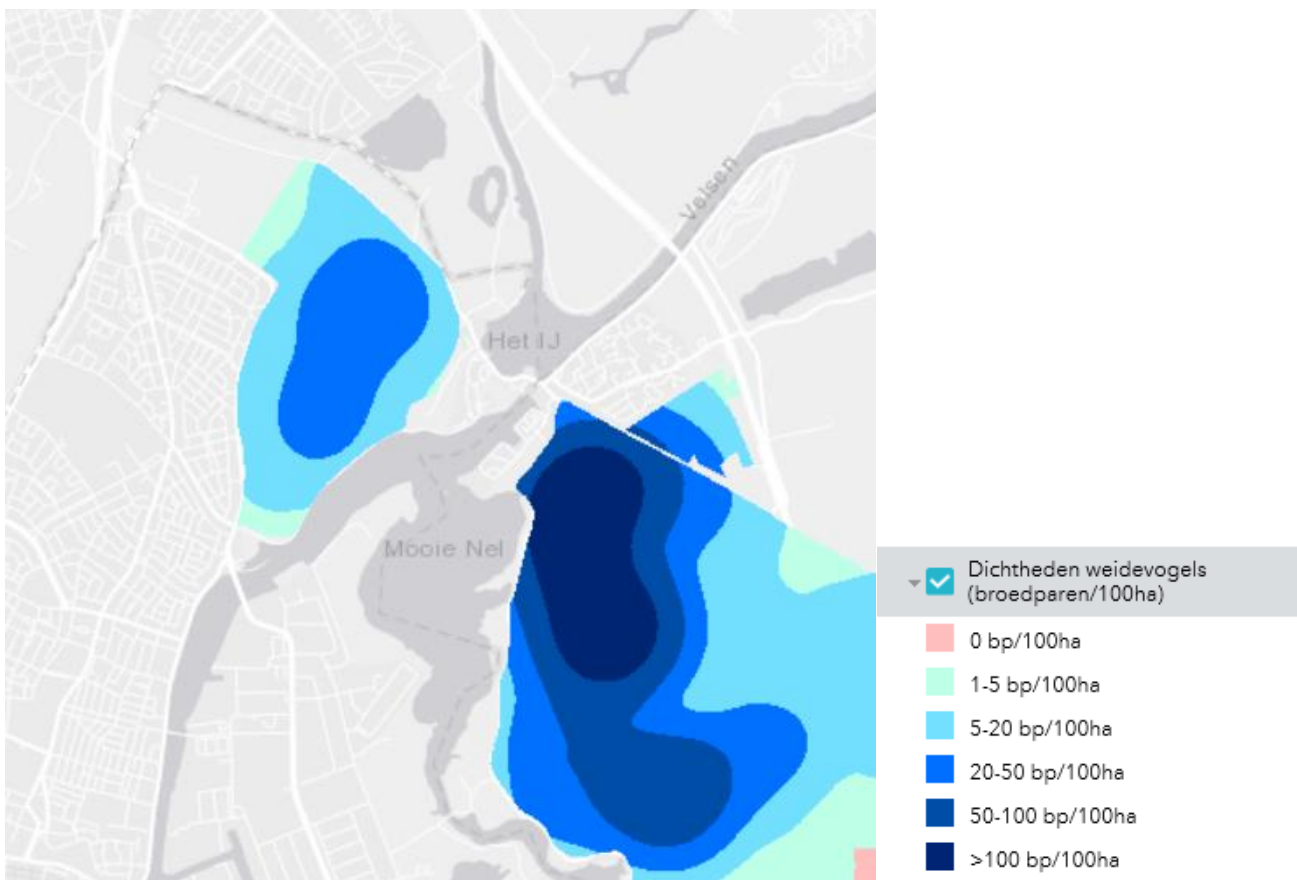 Velsen
Het IJ
Mooie Nel
Dichtheden weidevogels
(broedparen/100ha)
0 bp/100ha
1-5 bp/100ha
5-20 bp/100ha
20-50 bp/100ha
50-100 bp/100ha
>100 bp/100ha